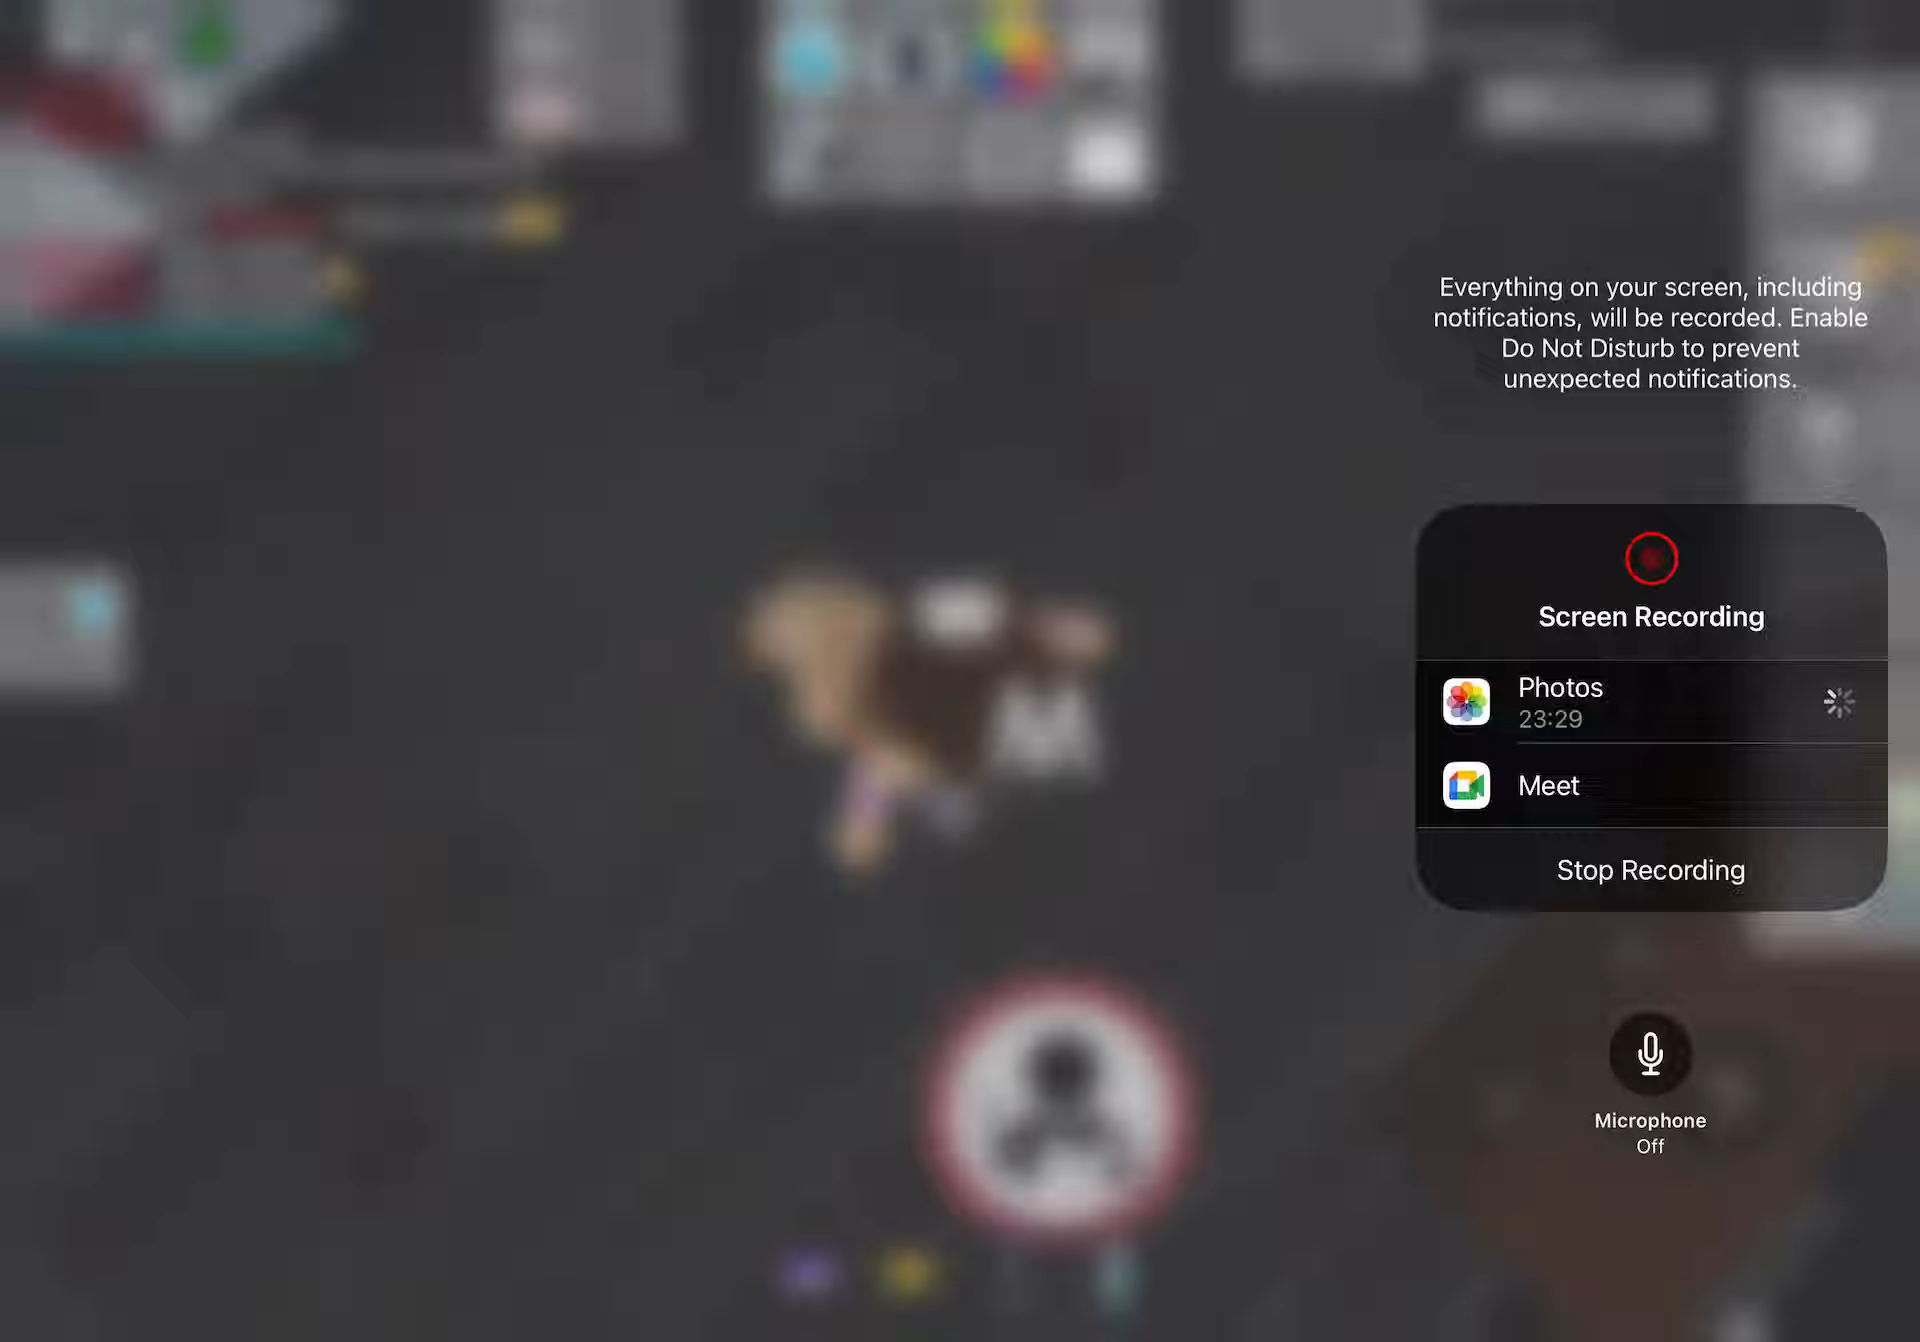 Everything on your screen, including
notifications, will be recorded. Enable
Do Not Disturb to prevent
unexpected notifications.
Screen Recording
Photos
23:29
Meet
Stop Recording
Microphone
Off